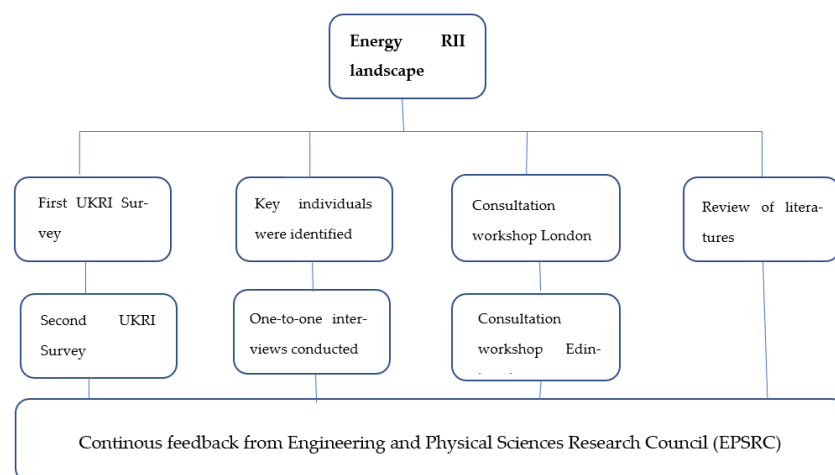 Energy RII
landscape
First UKRI Sur-
vey
Key individuals
were identified
Consultation
workshop London
Review of litera-
tures
Second UKRI
Survey
One-to-one inter-
views conducted
Consultation
workshop Edin-
Continous feedback from Engineering and Physical Sciences Research Council (EPSRC)